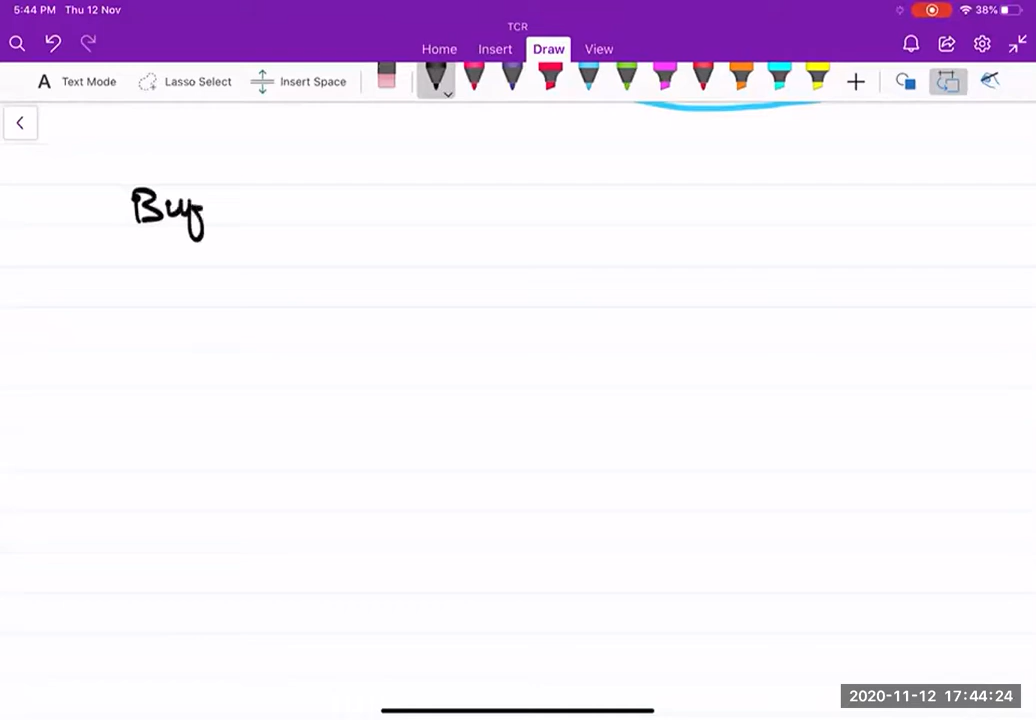 5:44 PM Thu 12 Nov 38%
TCR
Home Insert Draw View
A Text Mode Lasso Select Insert Space
Buy
2020-11-12 17:44:24